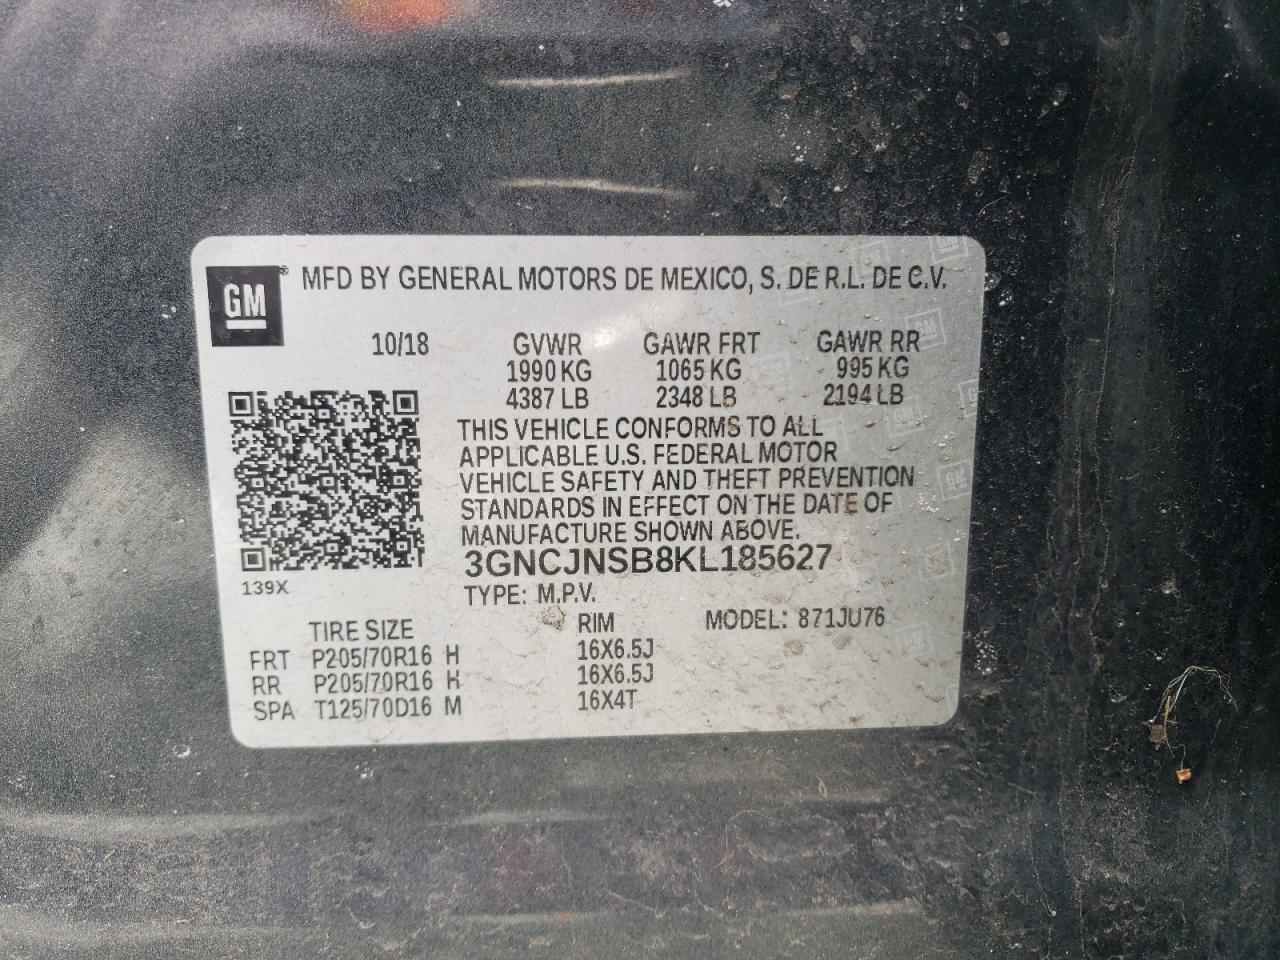 GM® MFD BY GENERAL MOTORS DE MEXICO, S. DE R.L. DE C.V.
10/18 GVWR GAWR FRT GAWR RR
1990 KG 1065 KG 995 KG
4387 LB 2348 LB 2194 LB
THIS VEHICLE CONFORMS TO ALL
APPLICABLE U.S. FEDERAL MOTOR
VEHICLE SAFETY AND THEFT PREVENTION
STANDARDS IN EFFECT ON THE DATE OF
MANUFACTURE SHOWN ABOVE.
3GNCJNSB8KL185627
139X
TYPE: M.P.V.
TIRE SIZE RIM MODEL: 871JU76
FRT P205/70R16 H 16X6.5J
RR P205/70R16 H 16X6.5J
SPA T125/70D16 M 16X4T